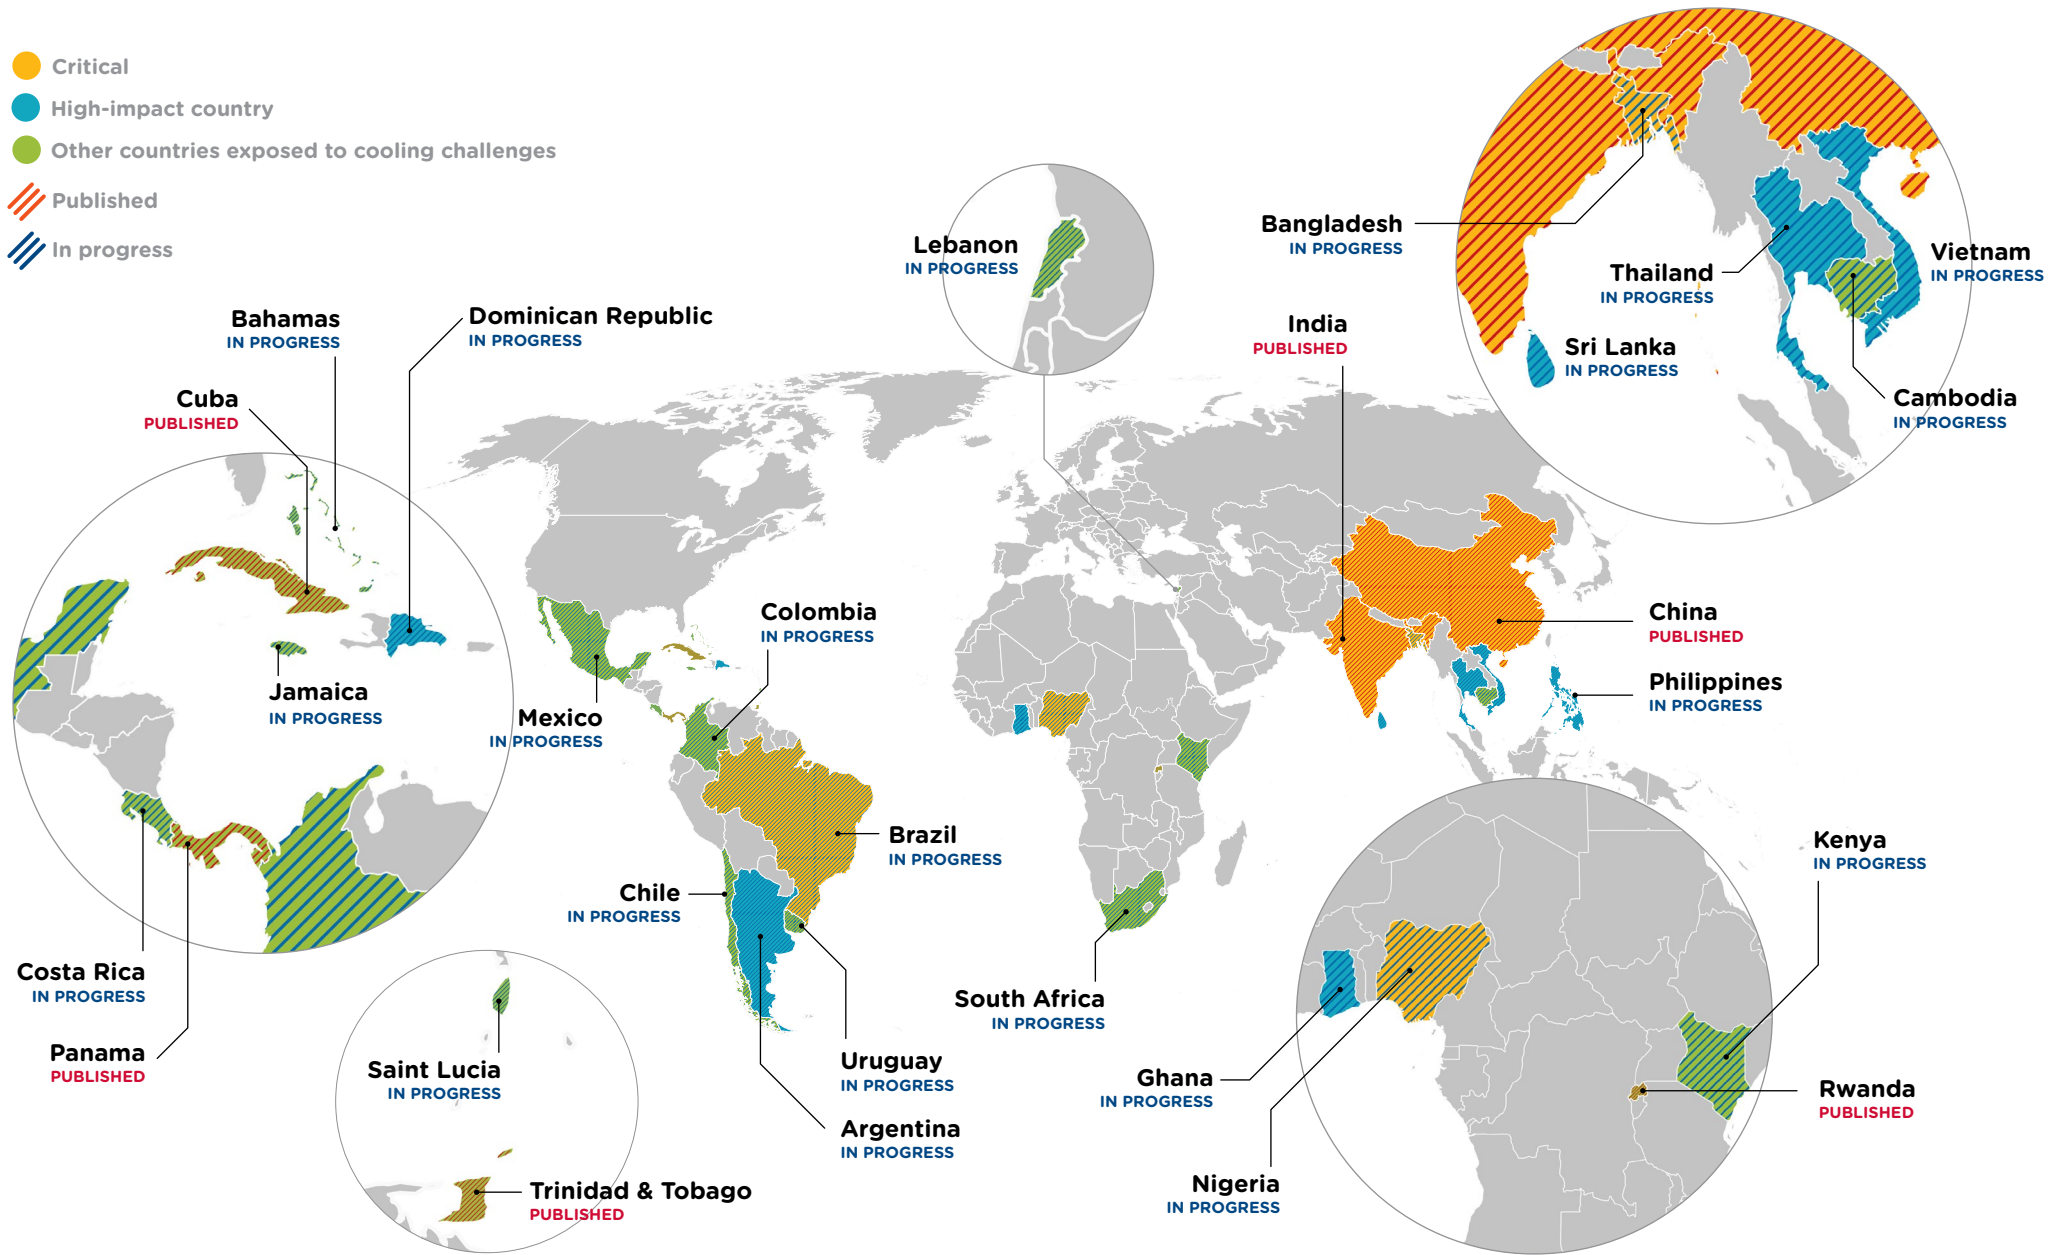 Critical
High-impact country
Other countries exposed to cooling challenges
Published
In progress
Lebanon
IN PROGRESS
Bangladesh
IN PROGRESS
Thailand
IN PROGRESS
Vietnam
IN PROGRESS
India
PUBLISHED
Sri Lanka
IN PROGRESS
Cambodia
IN PROGRESS
Bahamas
IN PROGRESS
Dominican Republic
IN PROGRESS
Cuba
PUBLISHED
Colombia
IN PROGRESS
China
PUBLISHED
Philippines
IN PROGRESS
Jamaica
IN PROGRESS
Mexico
IN PROGRESS
Brazil
IN PROGRESS
Chile
IN PROGRESS
Kenya
IN PROGRESS
Costa Rica
IN PROGRESS
South Africa
IN PROGRESS
Panama
PUBLISHED
Saint Lucia
IN PROGRESS
Uruguay
IN PROGRESS
Ghana
IN PROGRESS
Rwanda
PUBLISHED
Argentina
IN PROGRESS
Trinidad & Tobago
PUBLISHED
Nigeria
IN PROGRESS